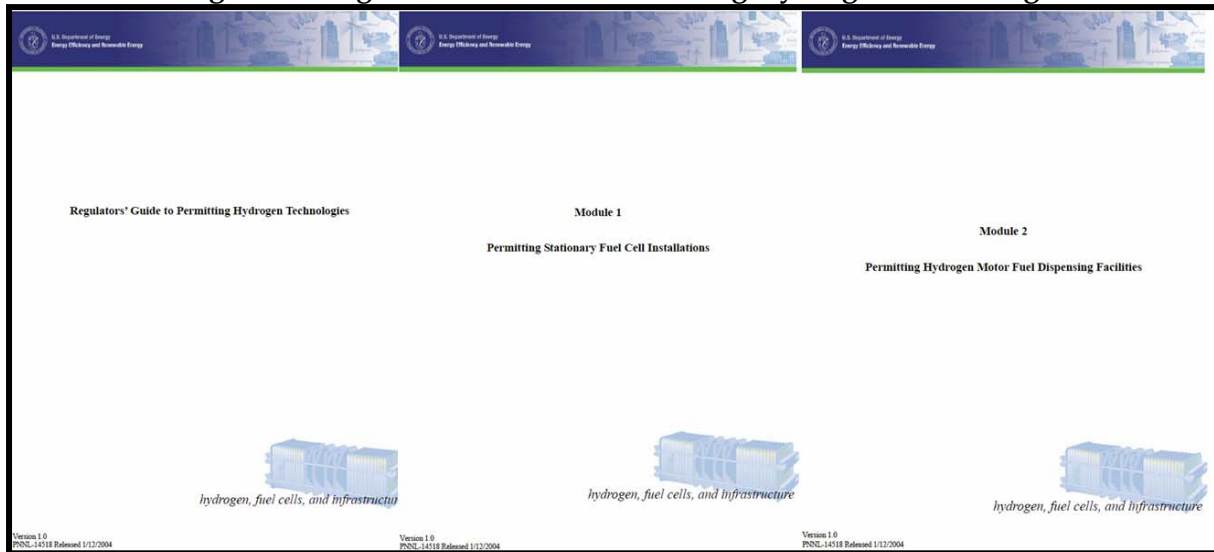 U.S. Department of Energy
Energy Efficiency and Renewable Energy
Regulators' Guide to Permitting Hydrogen Technologies
hydrogen, fuel cells, and infrastructur
Version 1.0
PNNL-14518 Released 1/12/2004
U.S. Department of Energy
Energy Efficiency and Renewable Energy
Module 1
Permitting Stationary Fuel Cell Installations
hydrogen, fuel cells, and infrastructure
Version 1.0
PNNL-14518 Released 1/12/2004
U.S. Department of Energy
Energy Efficiency and Renewable Energy
Module 2
Permitting Hydrogen Motor Fuel Dispensing Facilities
hydrogen, fuel cells, and infrastructure
Version 1.0
PNNL-14518 Released 1/12/2004